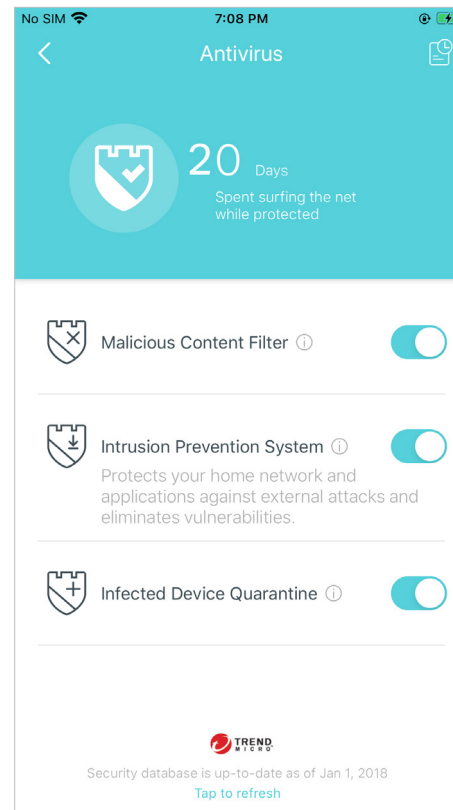 No SIM 7:08 PM
Antivirus
20 Days
Spent surfing the net
while protected
Malicious Content Filter
Intrusion Prevention System
Protects your home network and
applications against external attacks and
eliminates vulnerabilities.
Infected Device Quarantine
TREND
MICRO
Security database is up-to-date as of Jan 1, 2018
Tap to refresh